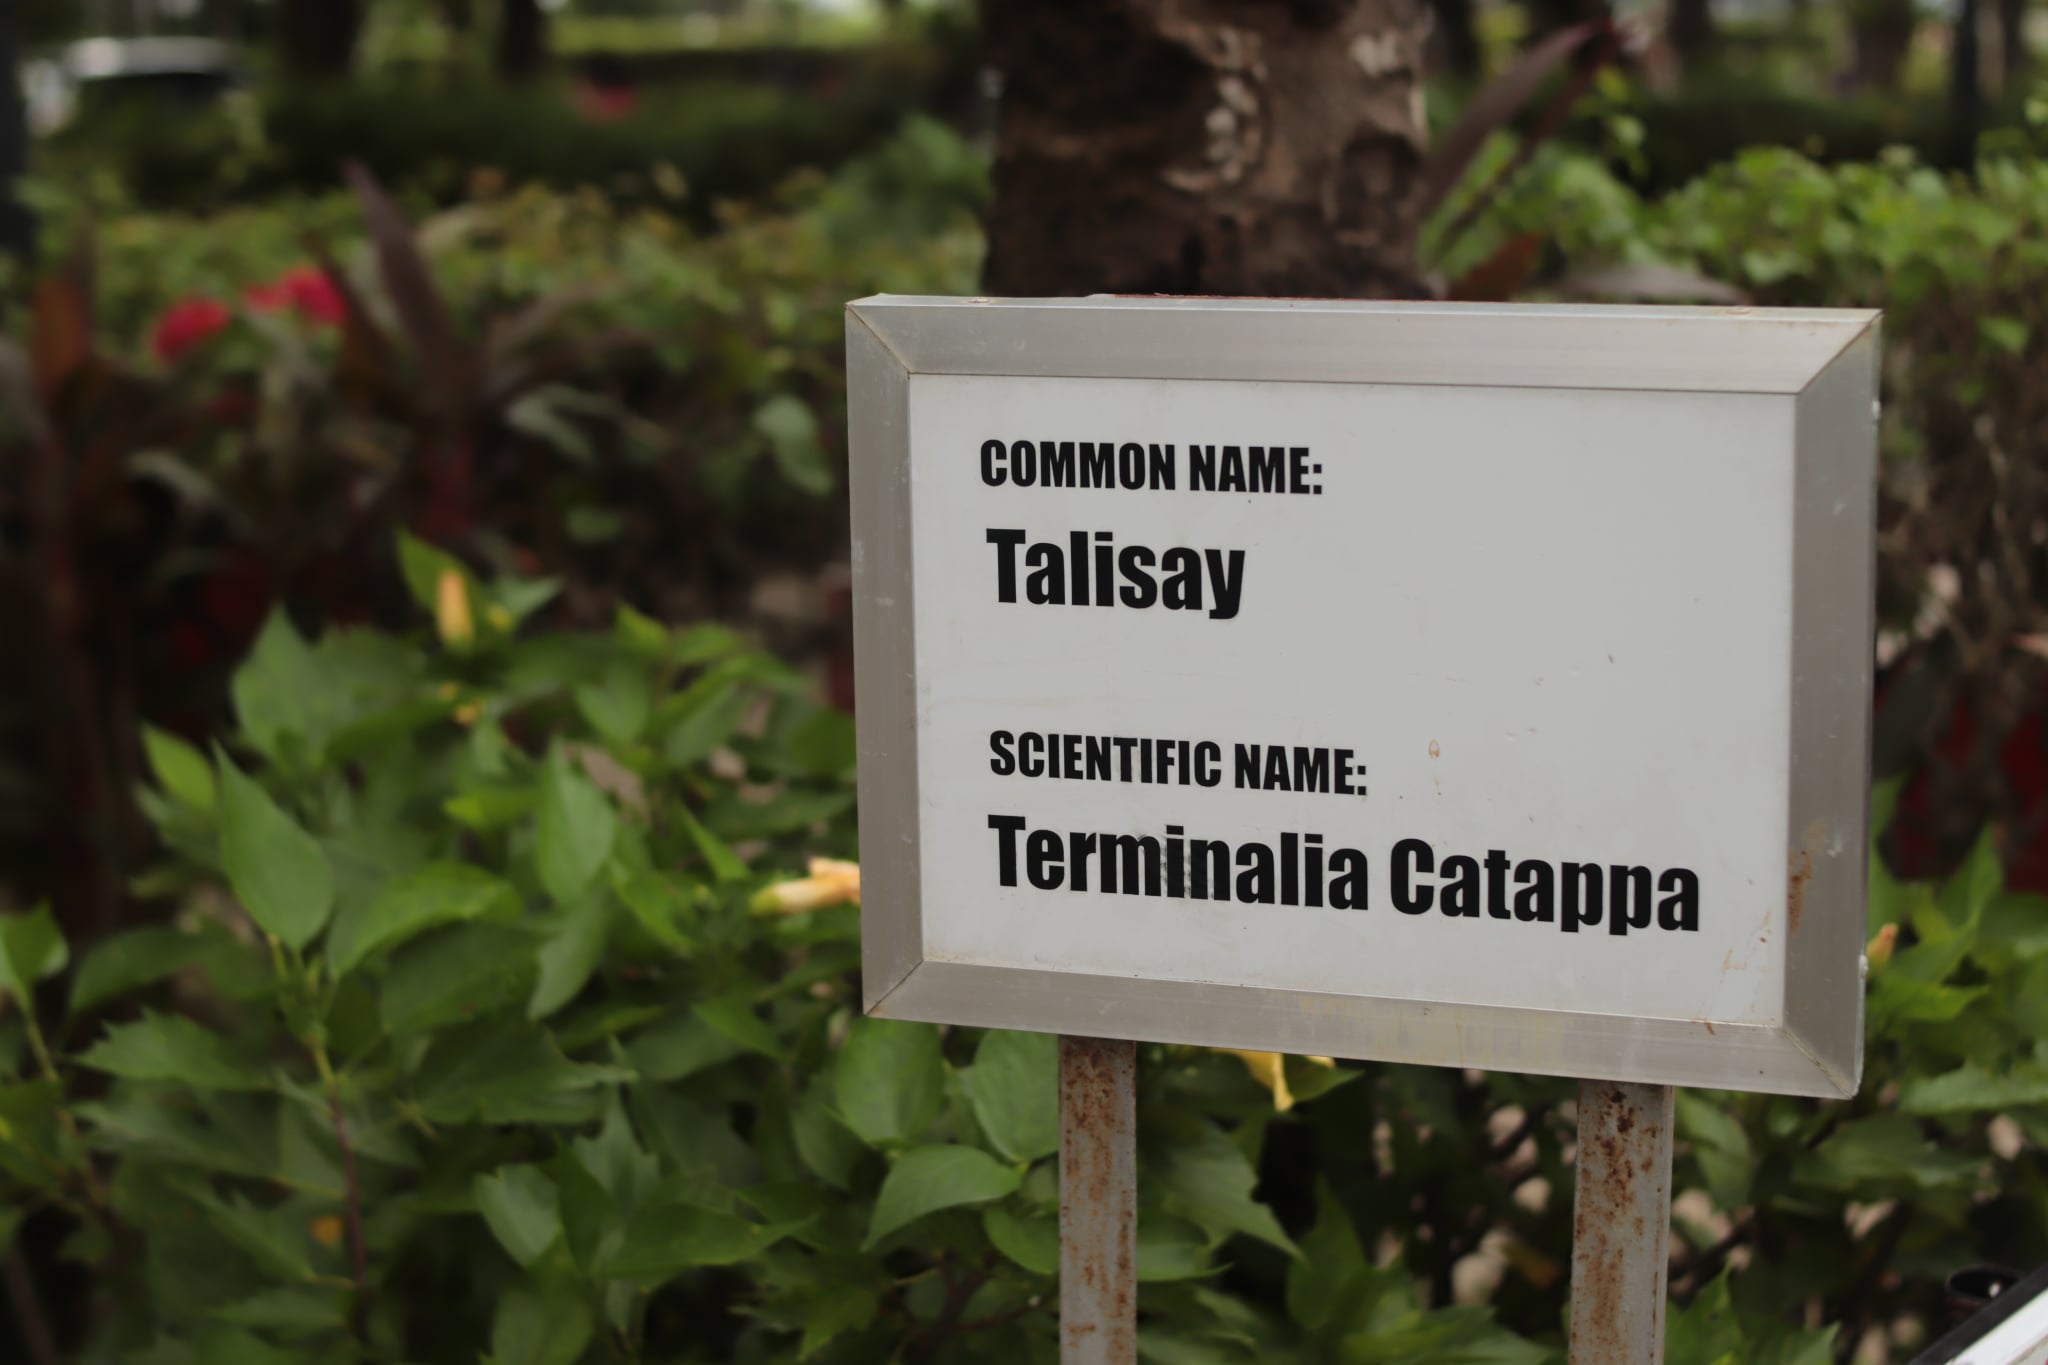 COMMON NAME:
Talisay
SCIENTIFIC NAME:
Terminalia Catappa